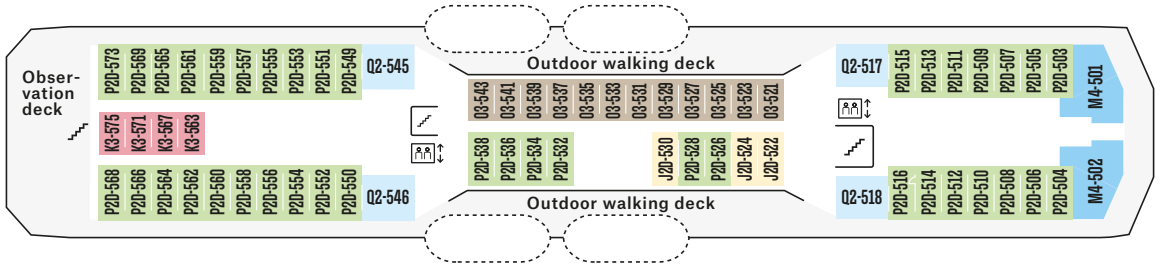 Obser-
vation
deck
P2D-573
P2D-569
P2D-565
P2D-561
P2D-559
P2D-557
P2D-555
P2D-553
P2D-551
P2D-549
Q2-545
K3-575
K3-571
K3-567
K3-563
P2D-568
P2D-566
P2D-564
P2D-562
P2D-560
P2D-558
P2D-556
P2D-554
P2D-552
P2D-550
Q2-546
Outdoor walking deck
O3-543
O3-541
O3-539
O3-537
O3-535
O3-533
O3-531
O3-529
O3-527
O3-525
O3-523
O3-521
P2D-538
P2D-536
P2D-534
P2D-532
J2D-530
P2D-528
P2D-526
J2D-524
J2D-522
Outdoor walking deck
Q2-517
P2D-515
P2D-513
P2D-511
P2D-509
P2D-507
P2D-505
P2D-503
M4-501
Q2-518
P2D-516
P2D-514
P2D-512
P2D-510
P2D-508
P2D-506
P2D-504
M4-502